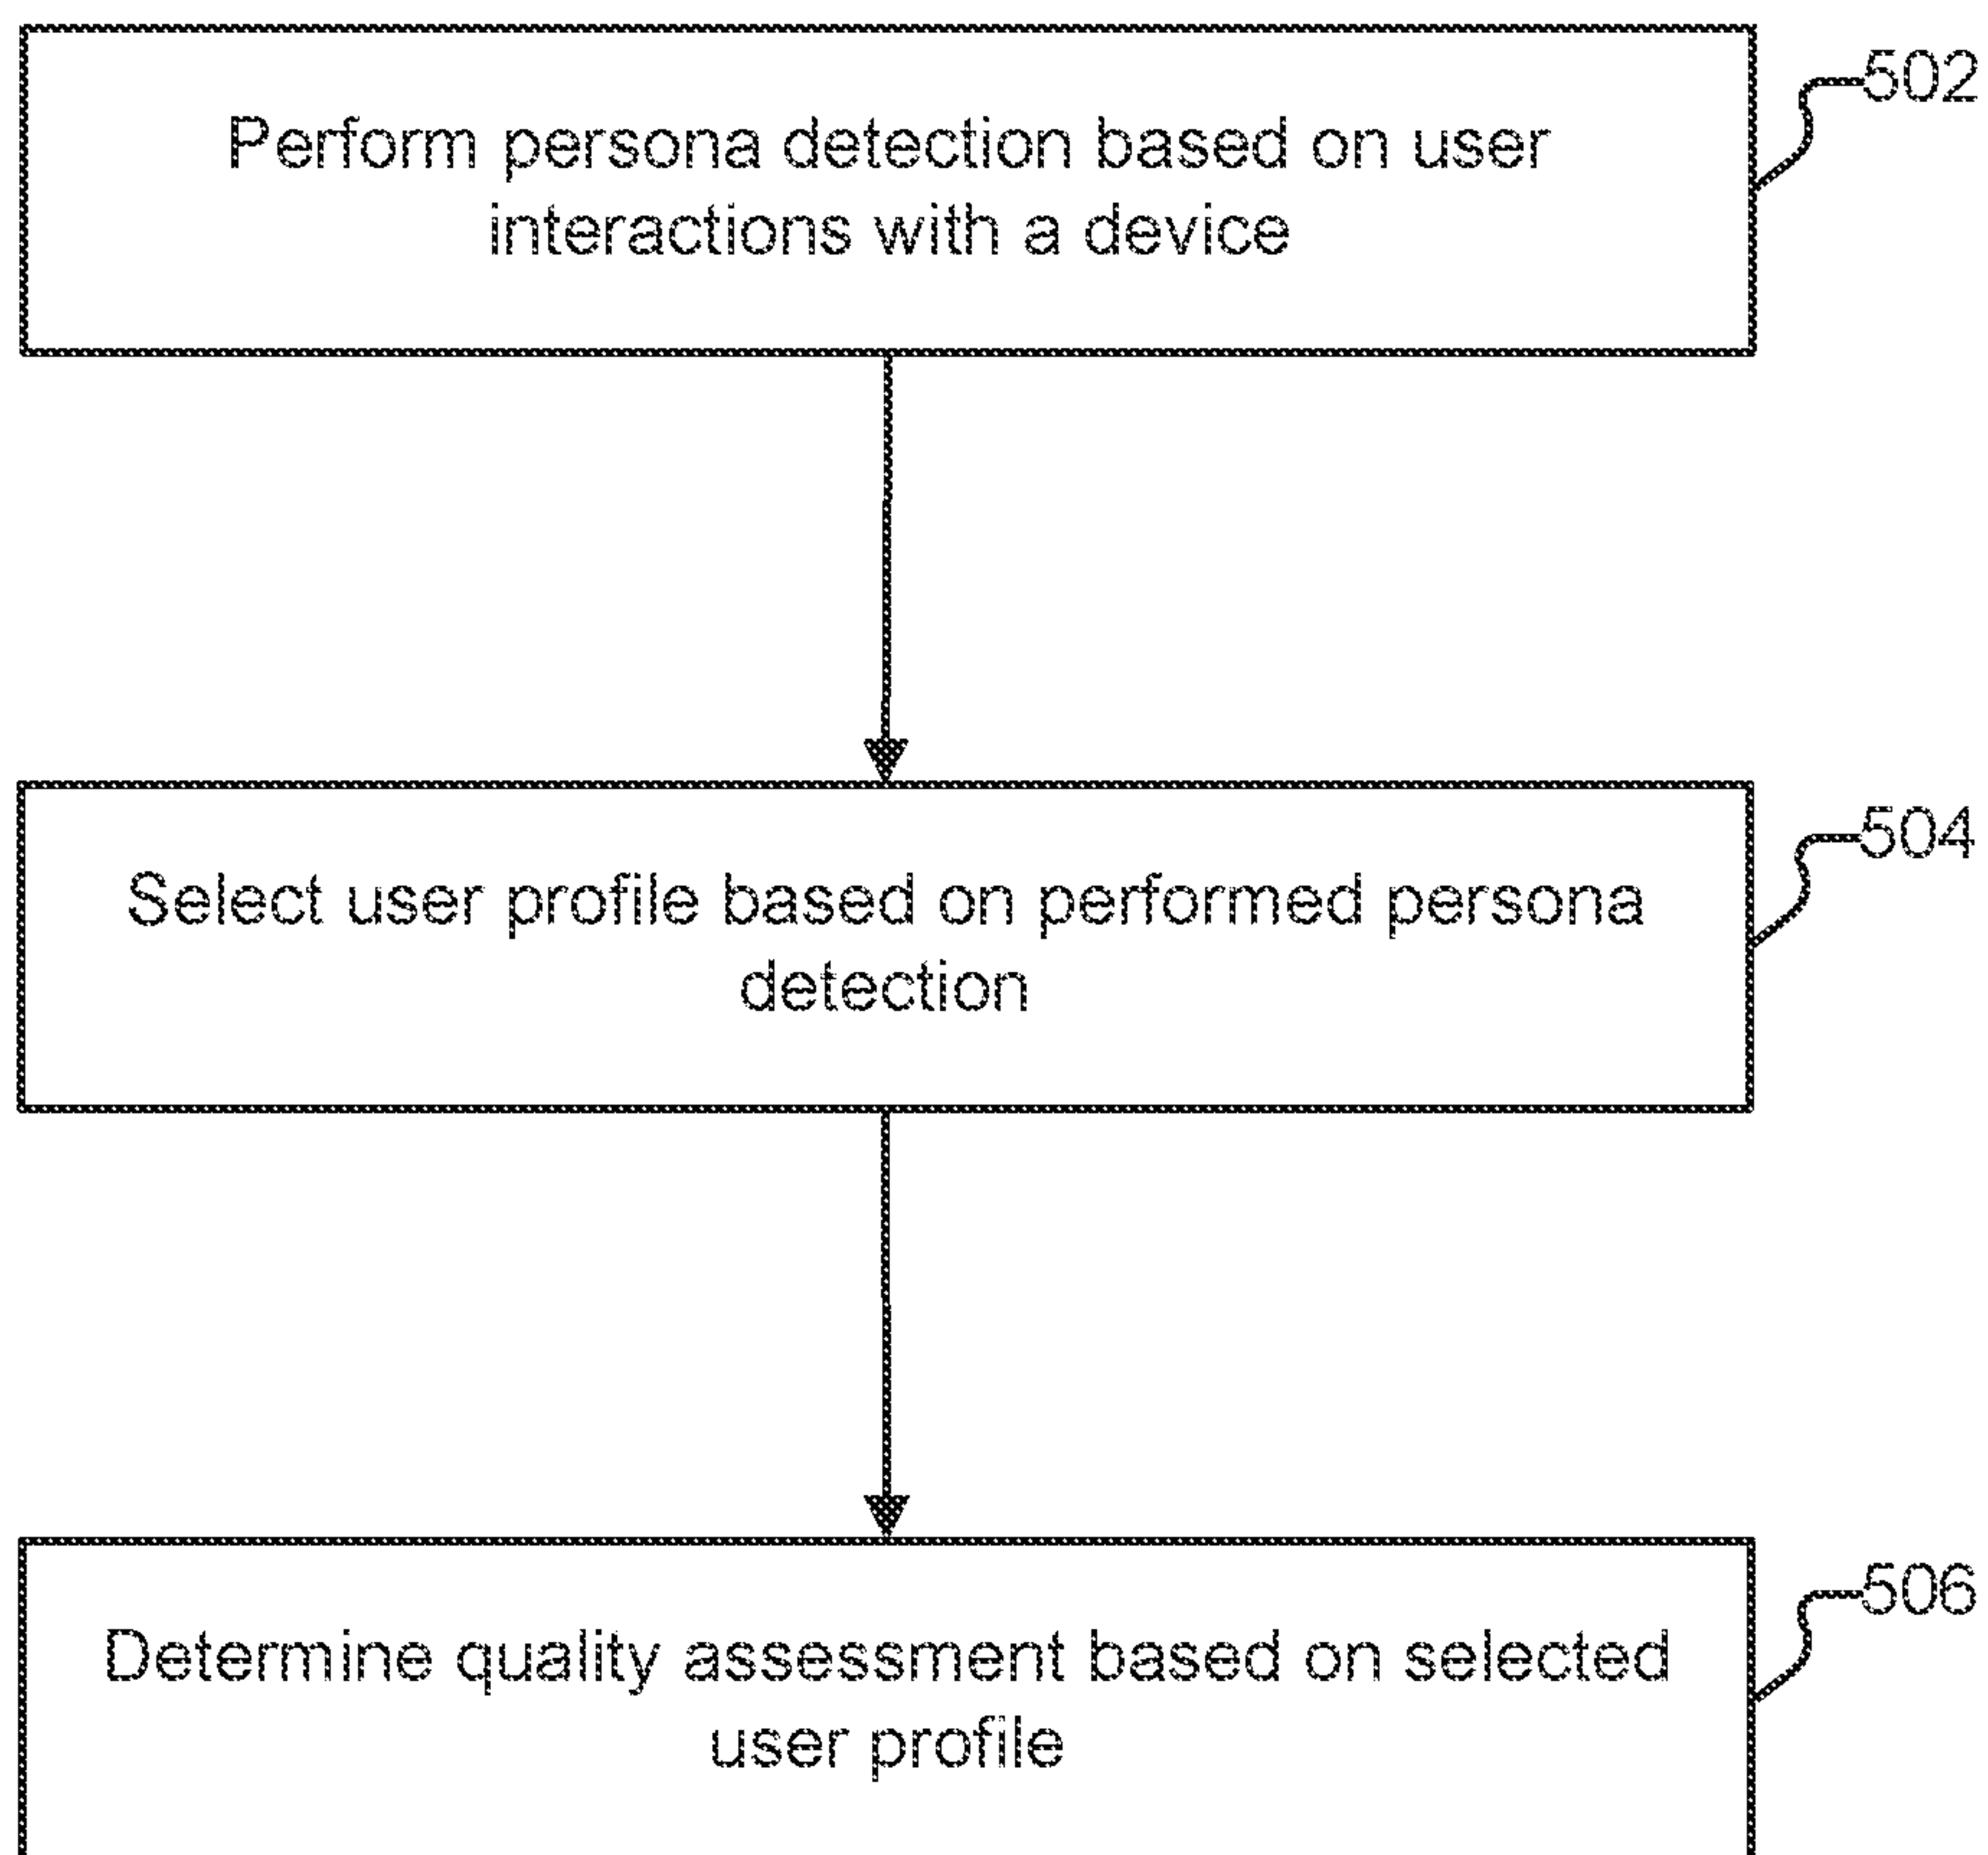 Perform persona detection based on user
interactions with a device
502
Select user profile based on performed persona
detection
504
Determine quality assessment based on selected
user profile
506